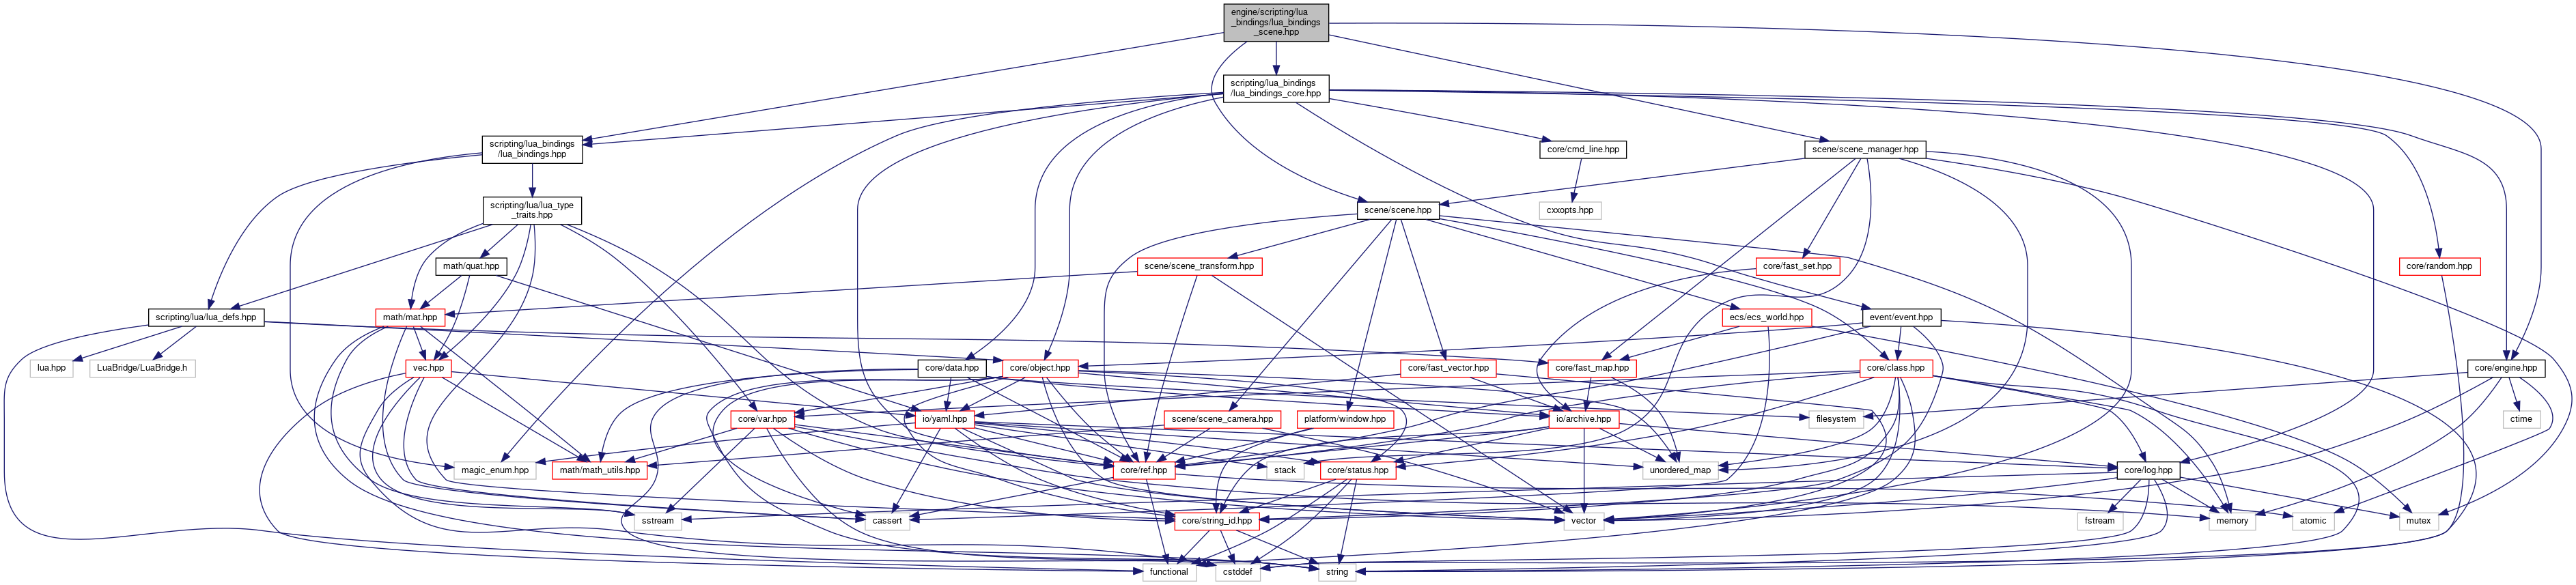 engine/scripting/lua
_bindings/lua_bindings
_scene.hpp
scripting/lua_bindings
/lua_bindings_core.hpp
scripting/lua_bindings
/lua_bindings.hpp
core/cmd_line.hpp
scene/scene_manager.hpp
scripting/lua/lua_type
_traits.hpp
scene/scene.hpp
cxxopts.hpp
math/quat.hpp
scene/scene_transform.hpp
core/fast_set.hpp
core/random.hpp
scripting/lua/lua_defs.hpp
math/mat.hpp
ecs/ecs_world.hpp
event/event.hpp
lua.hpp
LuaBridge/LuaBridge.h
vec.hpp
core/data.hpp
core/object.hpp
core/fast_vector.hpp
core/fast_map.hpp
core/class.hpp
core/engine.hpp
core/var.hpp
io/yaml.hpp
scene/scene_camera.hpp
platform/window.hpp
io/archive.hpp
filesystem
ctime
magic_enum.hpp
math/math_utils.hpp
core/ref.hpp
stack
core/status.hpp
unordered_map
core/log.hpp
sstream
cassert
core/string_id.hpp
vector
fstream
memory
atomic
mutex
functional
cstddef
string